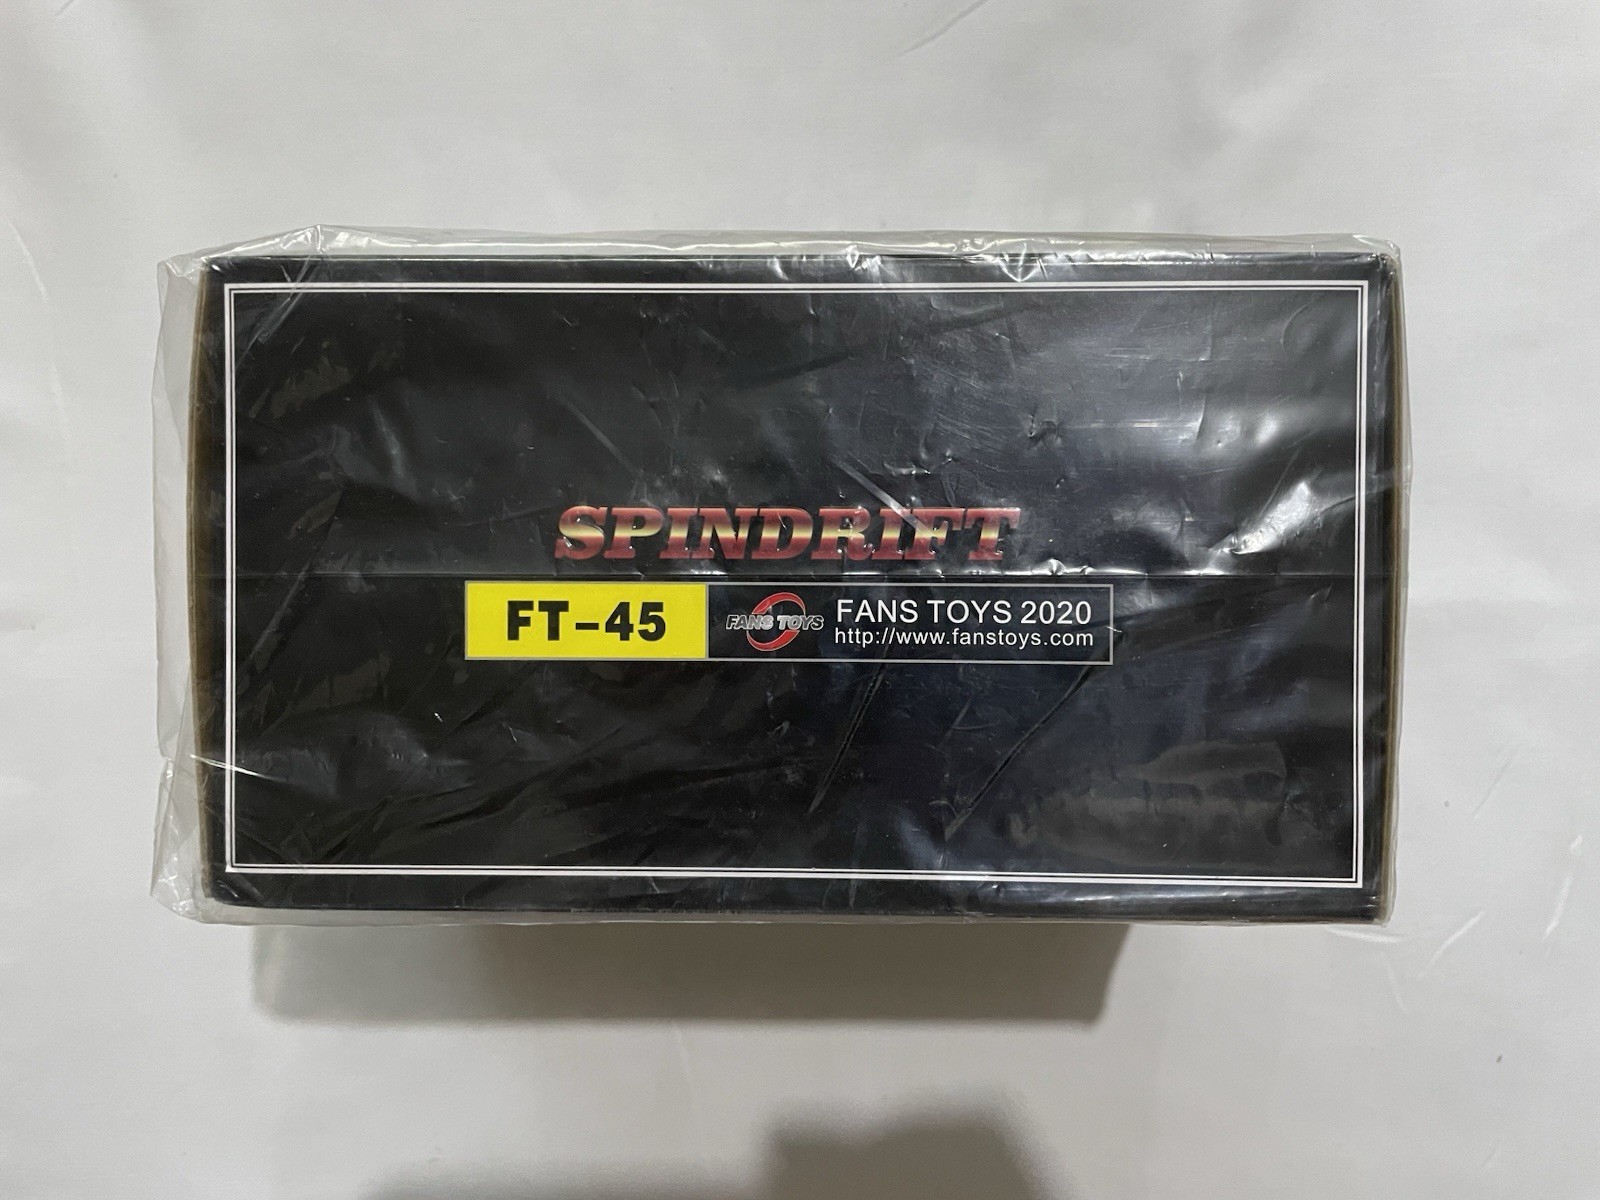 SPINDRIFT
FT-45
FANS TOYS
FANS TOYS 2020
http://www.fanstoys.com